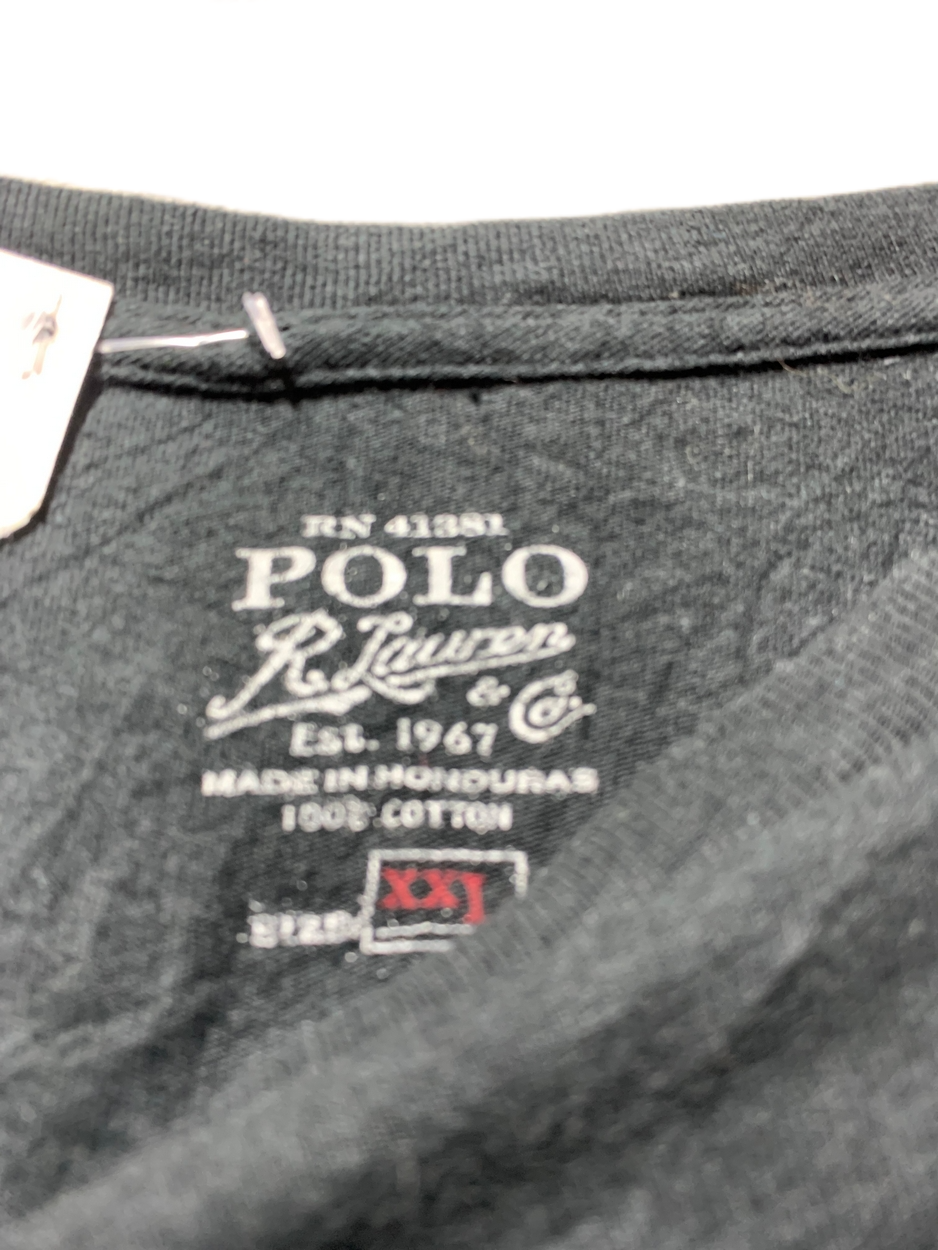 RN 41381
POLO
R. Lauren
& Co.
Est. 1967
MADE IN HONDURAS
100% COTTON
SIZE XXL